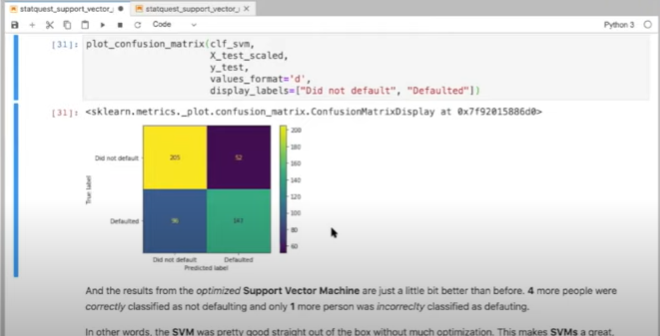 statquest_support_vector_ statquest_support_vector_
Code Python 3
[31]: plot_confusion_matrix(clf_svm,
X_test_scaled,
y_test,
values_format='d',
display_labels=["Did not default", "Defaulted"])
[31]: <sklearn.metrics._plot.confusion_matrix.ConfusionMatrixDisplay at 0x7f92015886d0>
200
180
Did not default 205 52
160
140
True label
120
100
Defaulted
80
60
Did not default Defaulted
Predicted label
And the results from the optimized Support Vector Machine are just a little bit better than before. 4 more people were
correctly classified as not defaulting and only 1 more person was incorreclty classified as defauting.
In other words, the SVM was pretty good straight out of the box without much optimization. This makes SVMs a great,